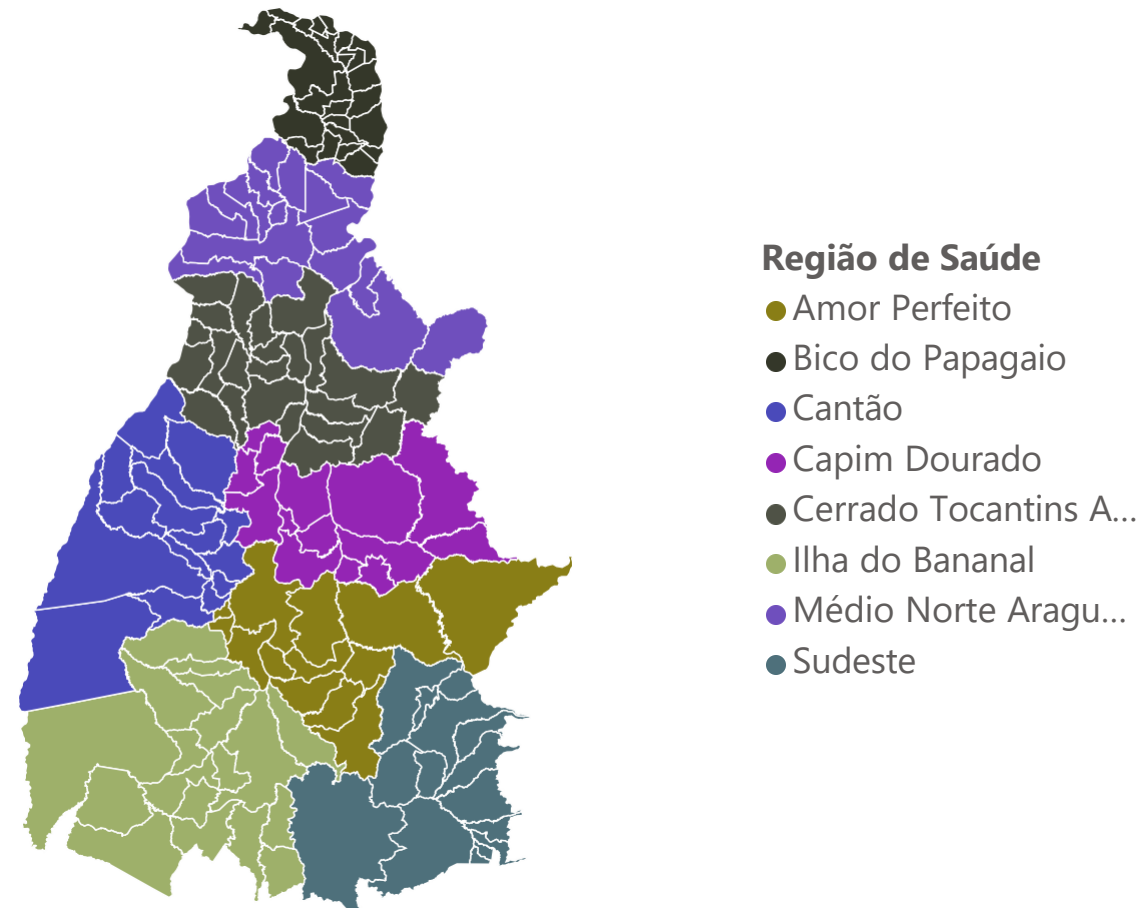 Região de Saúde
Amor Perfeito
Bico do Papagaio
Cantão
Capim Dourado
Cerrado Tocantins A...
Ilha do Bananal
Médio Norte Aragu...
Sudeste